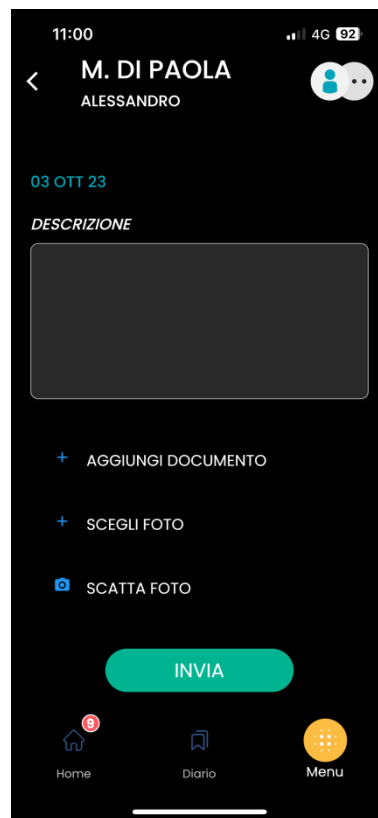 11:00
4G 92
M. DI PAOLA
ALESSANDRO
03 OTT 23
DESCRIZIONE
+ AGGIUNGI DOCUMENTO
+ SCEGLI FOTO
SCATTA FOTO
INVIA
9
Home
Diario
Menu